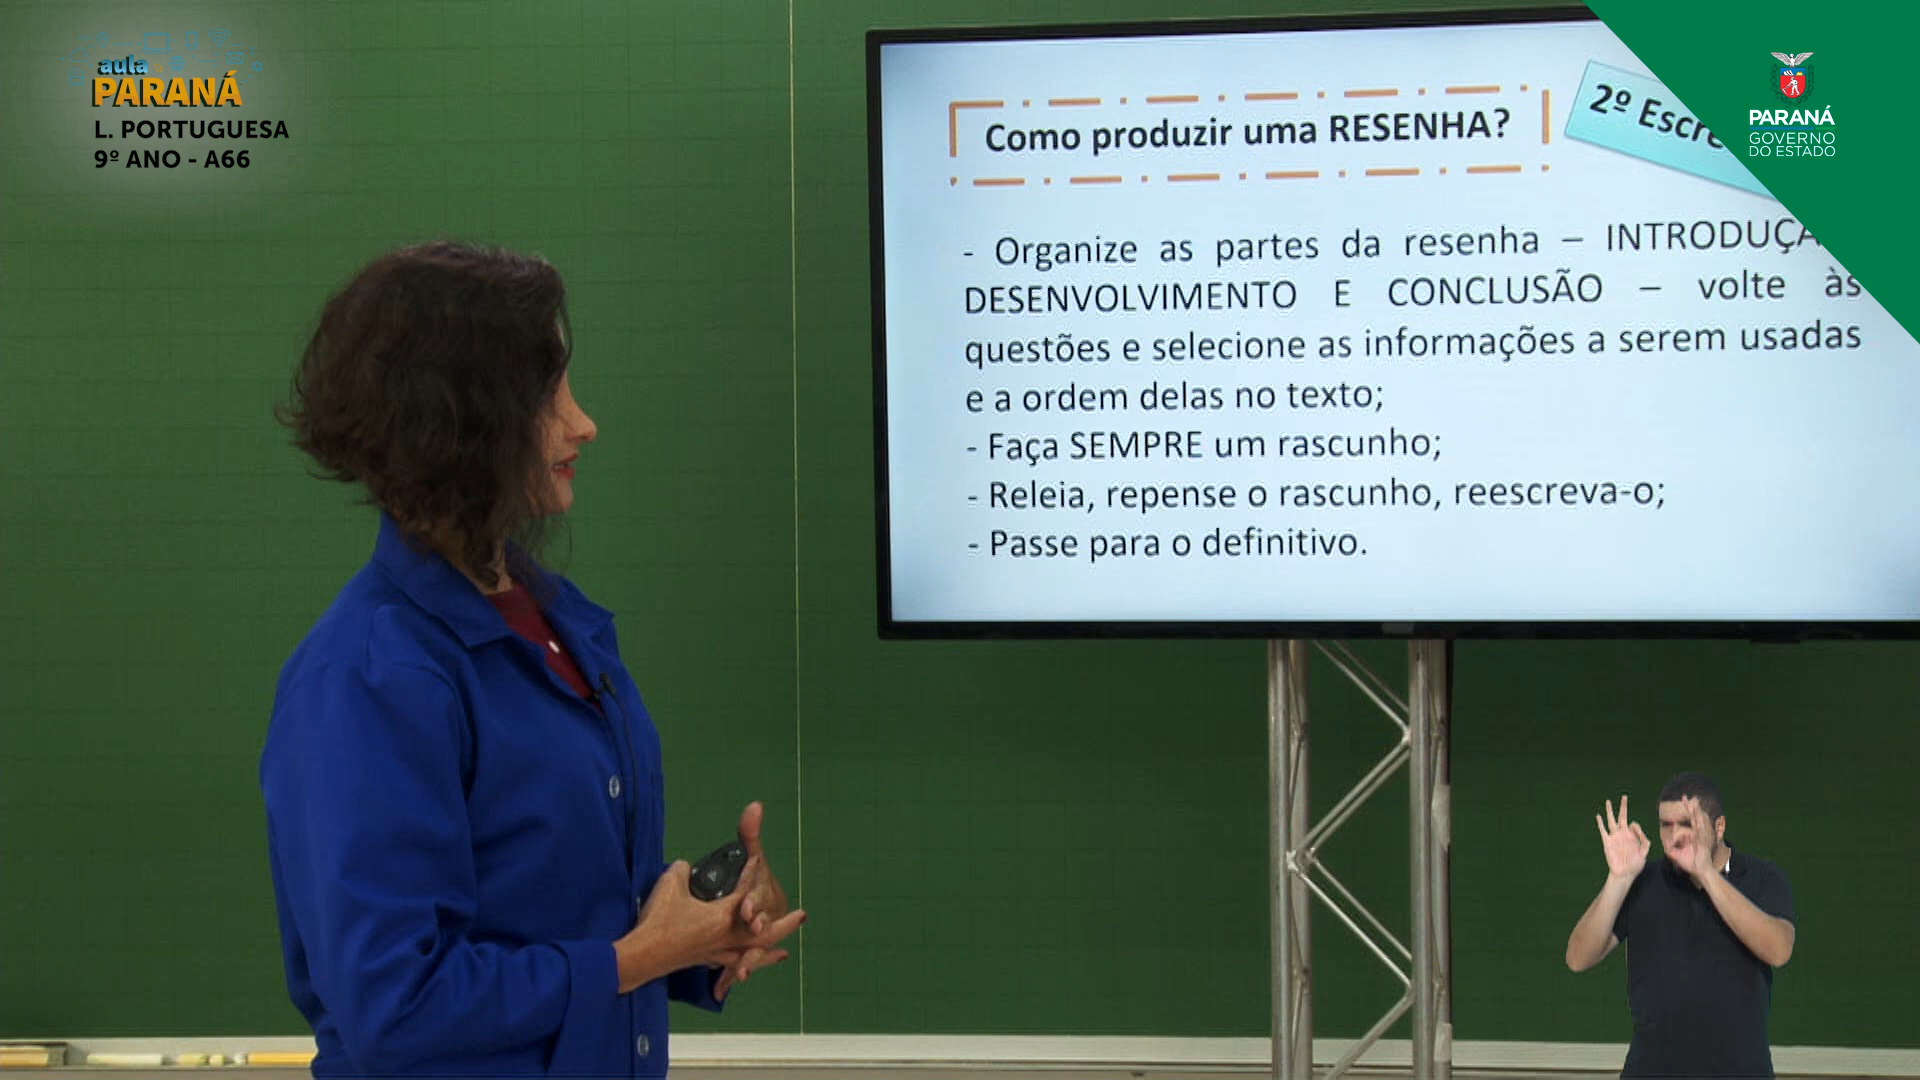 aula
PARANÁ
L. PORTUGUESA
9º ANO - A66
Como produzir uma RESENHA?
2º
PARANÁ
GOVERNO
DO ESTADO
- Organize as partes da resenha –
DESENVOLVIMENTO E CONCLUSÃO – volte às
questões e selecione as informações a serem usadas
e a ordem delas no texto;
- Faça SEMPRE um rascunho;
- Releia, repense o rascunho, reescreva-o;
- Passe para o definitivo.